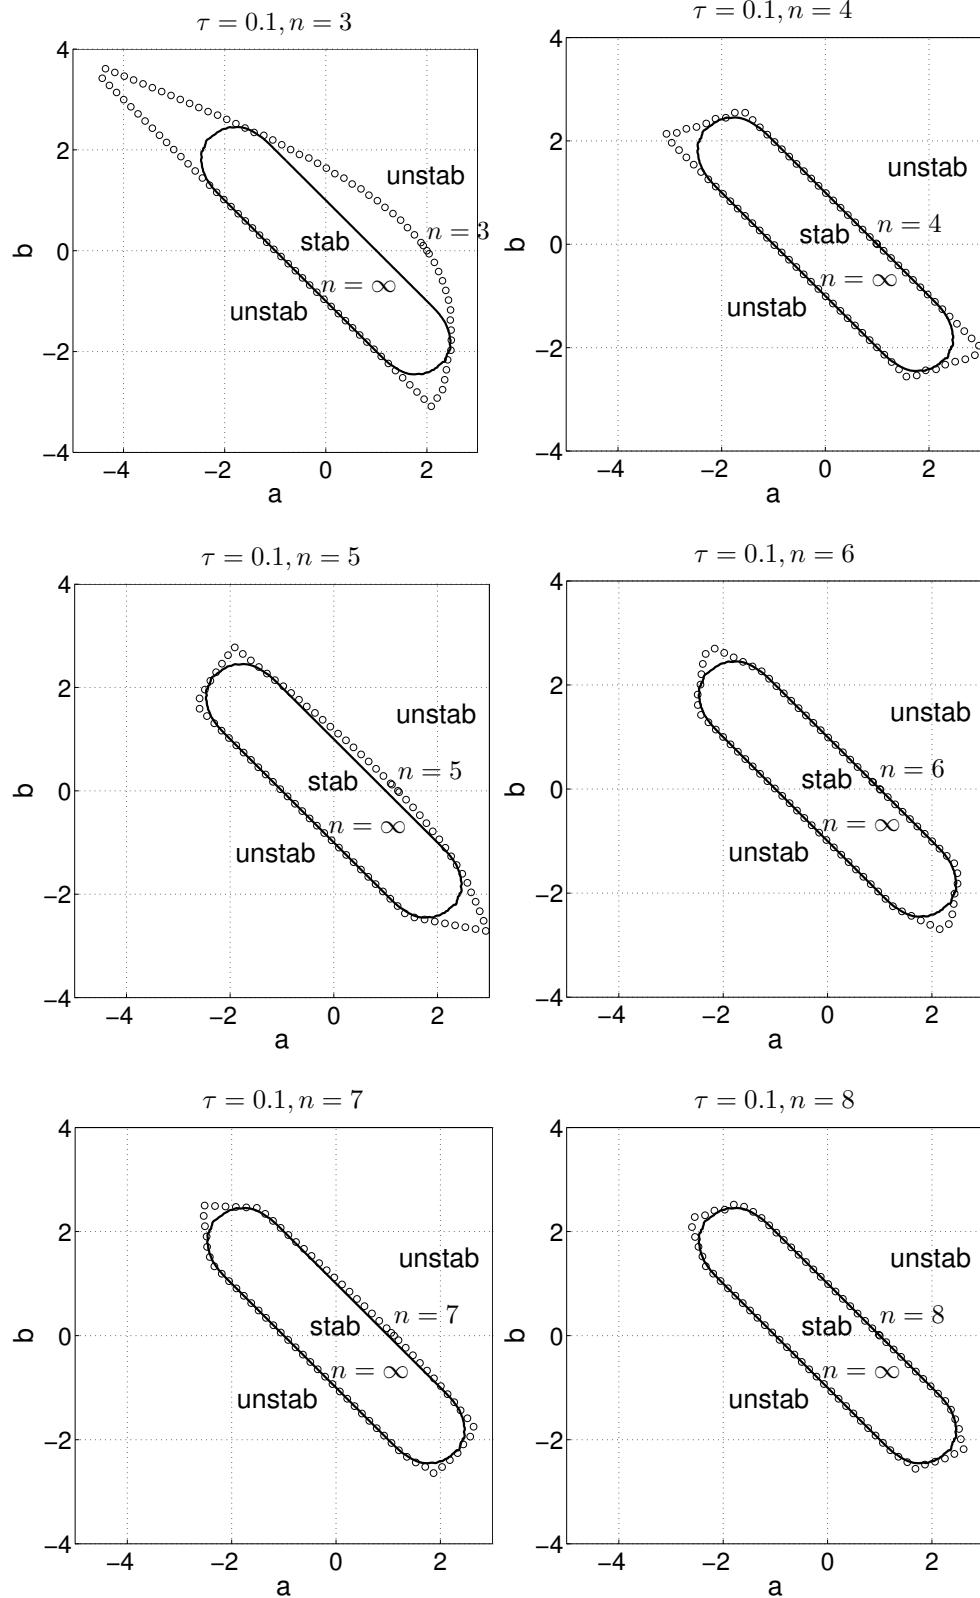 τ = 0.1, n = 3
4
2
0
−2
−4
b
unstab
n = 3
stab
n = ∞
unstab
−4 −2 0 2
a
τ = 0.1, n = 4
4
2
0
−2
−4
b
unstab
n = 4
stab
n = ∞
unstab
−4 −2 0 2
a
τ = 0.1, n = 5
4
2
0
−2
−4
b
unstab
n = 5
stab
n = ∞
unstab
−4 −2 0 2
a
τ = 0.1, n = 6
4
2
0
−2
−4
b
unstab
n = 6
stab
n = ∞
unstab
−4 −2 0 2
a
τ = 0.1, n = 7
4
2
0
−2
−4
b
unstab
n = 7
stab
n = ∞
unstab
−4 −2 0 2
a
τ = 0.1, n = 8
4
2
0
−2
−4
b
unstab
n = 8
stab
n = ∞
unstab
−4 −2 0 2
a